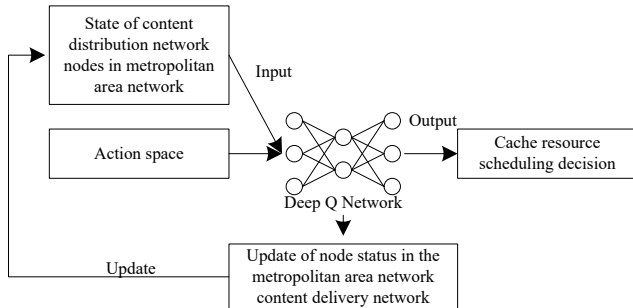 State of content
distribution network
nodes in metropolitan
area network
Input
Action space
Output
Cache resource
scheduling decision
Deep Q Network
Update
Update of node status in the
metropolitan area network
content delivery network